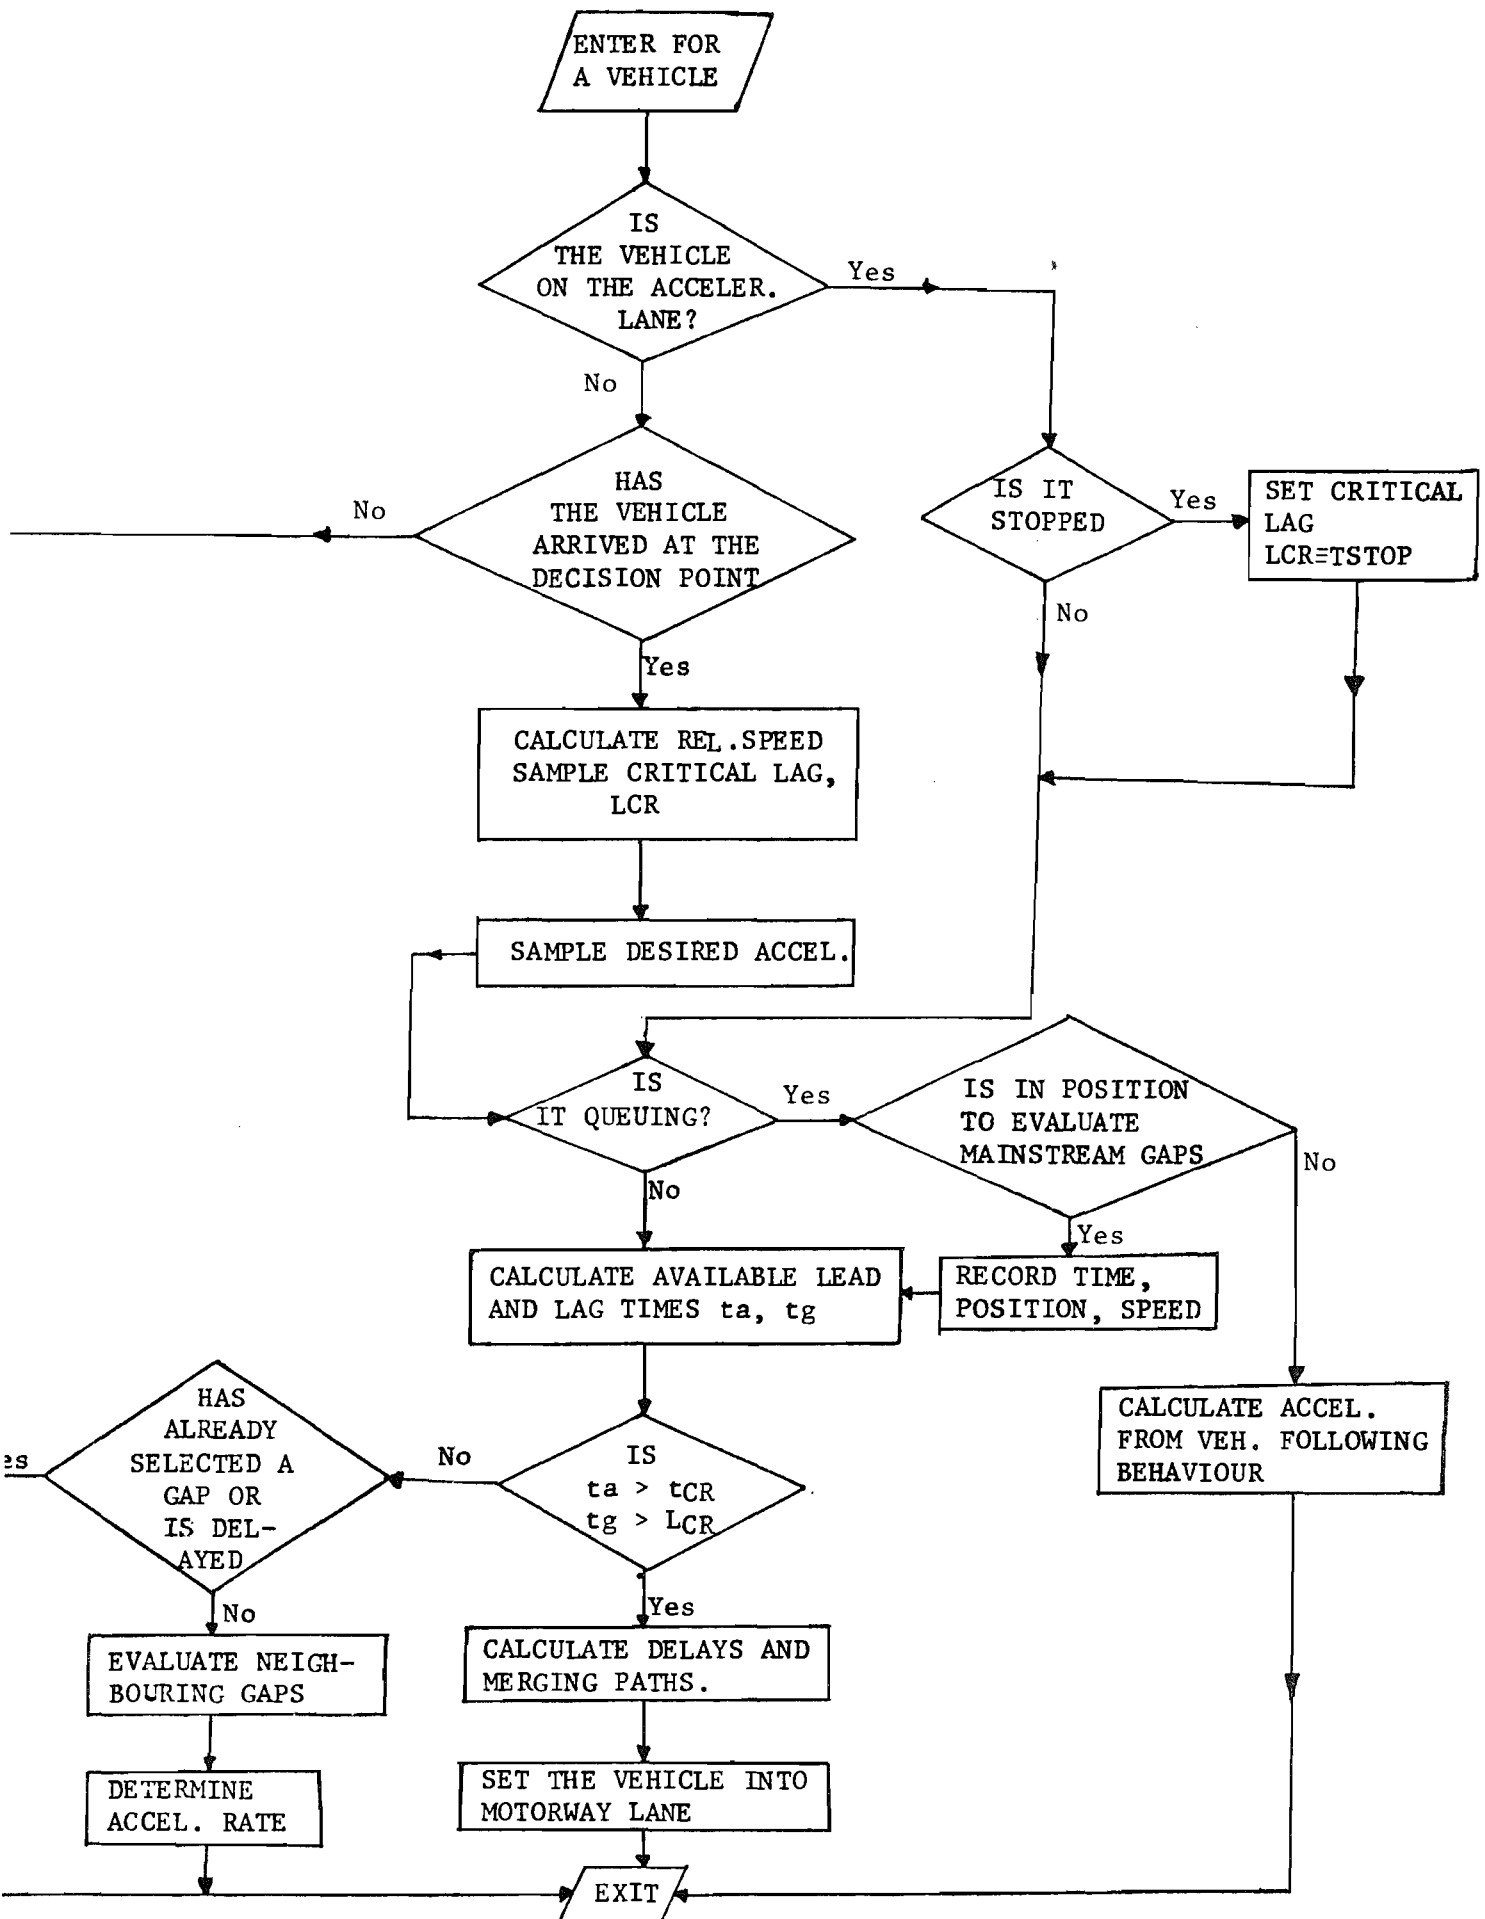 ENTER FOR
A VEHICLE
IS
THE VEHICLE
ON THE ACCELER.
LANE?
Yes
No
HAS
THE VEHICLE
ARRIVED AT THE
DECISION POINT
No
Yes
IS IT
STOPPED
Yes
No
SET CRITICAL
LAG
LCR≡TSTOP
CALCULATE REL.SPEED
SAMPLE CRITICAL LAG,
LCR
SAMPLE DESIRED ACCEL.
IS
IT QUEUING?
Yes
No
IS IN POSITION
TO EVALUATE
MAINSTREAM GAPS
No
Yes
CALCULATE AVAILABLE LEAD
AND LAG TIMES ta, tg
RECORD TIME,
POSITION, SPEED
CALCULATE ACCEL.
FROM VEH. FOLLOWING
BEHAVIOUR
IS
ta > tCR
tg > LCR
No
Yes
HAS
ALREADY
SELECTED A
GAP OR
IS DEL-
AYED
es
No
EVALUATE NEIGH-
BOURING GAPS
DETERMINE
ACCEL. RATE
CALCULATE DELAYS AND
MERGING PATHS.
SET THE VEHICLE INTO
MOTORWAY LANE
EXIT